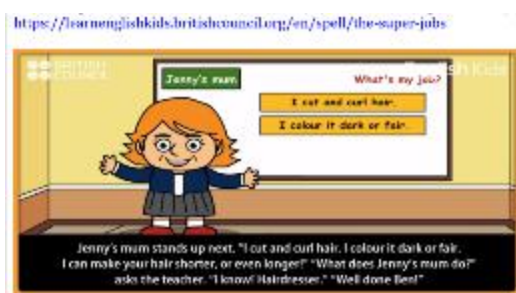 https://learnenglishkids.britishcouncil.org/en/spell/the-super-jobs
BRITISH
COUNCIL
Jenny's mum
What's my job?
sh Kids
I cut and curl hair.
I colour it dark or fair.
Jenny's mum stands up next. "I cut and curl hair. I colour it dark or fair.
I can make your hair shorter, or even longer!" "What does Jenny's mum do?"
asks the teacher. "I know! Hairdresser." "Well done Ben!"